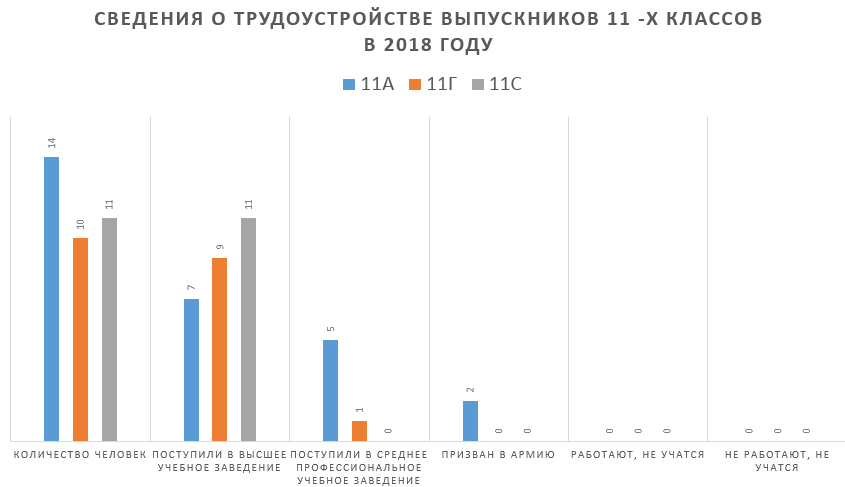 СВЕДЕНИЯ О ТРУДОУСТРОЙСТВЕ ВЫПУСКНИКОВ 11 -Х КЛАССОВ
В 2018 ГОДУ
11А 11Г 11С
14
10
11
7
9
11
5
1
0
2
0
0
0
0
0
0
0
0
КОЛИЧЕСТВО ЧЕЛОВЕК
ПОСТУПИЛИ В ВЫСШЕЕ
УЧЕБНОЕ ЗАВЕДЕНИЕ
ПОСТУПИЛИ В СРЕДНЕЕ
ПРОФЕССИОНАЛЬНОЕ
УЧЕБНОЕ ЗАВЕДЕНИЕ
ПРИЗВАН В АРМИЮ
РАБОТАЮТ, НЕ УЧАТСЯ
НЕ РАБОТАЮТ, НЕ
УЧАТСЯ